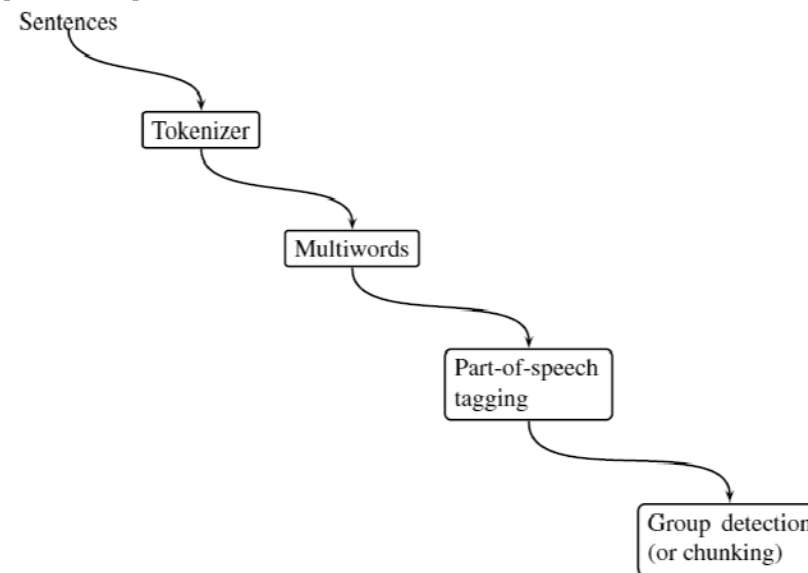 Sentences
Tokenizer
Multiwords
Part-of-speech
tagging
Group detection
(or chunking)